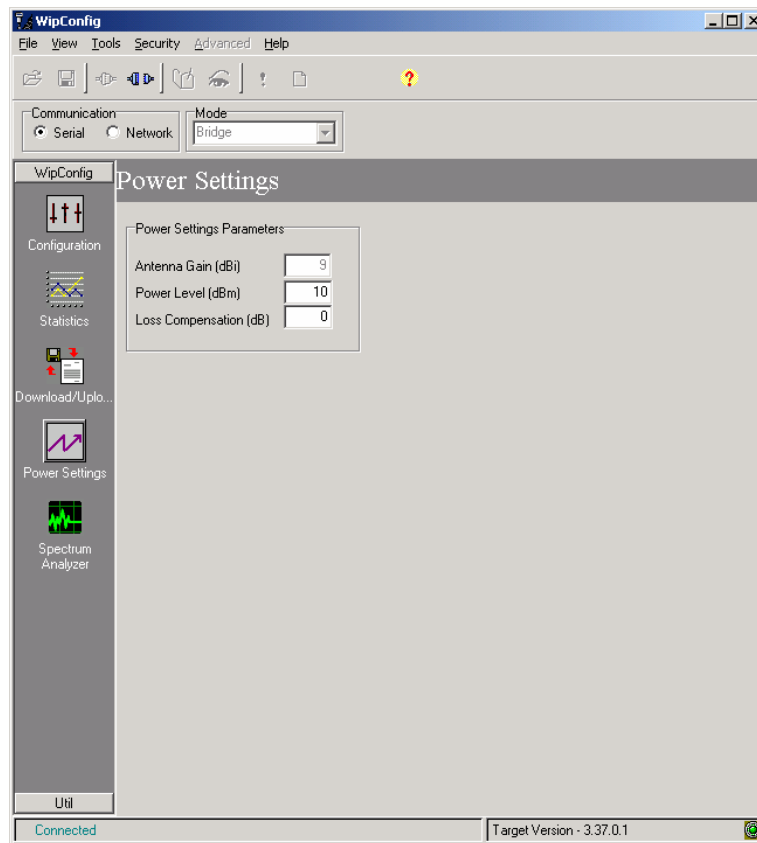 WipConfig
File View Tools Security Advanced Help
Communication
Serial Network
Mode
Bridge
WipConfig
Configuration
Statistics
Download/Uplo...
Power Settings
Spectrum
Analyzer
Util
Power Settings
Power Settings Parameters
Antenna Gain (dBi) 9
Power Level (dBm) 10
Loss Compensation (dB) 0
Connected
Target Version - 3.37.0.1